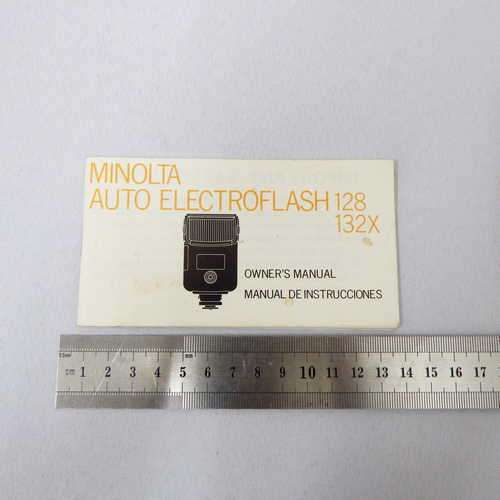 MINOLTA
AUTO ELECTROFLASH 128
132X
OWNER'S MANUAL
MANUAL DE INSTRUCCIONES
cm 1 2 3 4 5 6 7 8 9 10 11 12 13 14 15 16 17